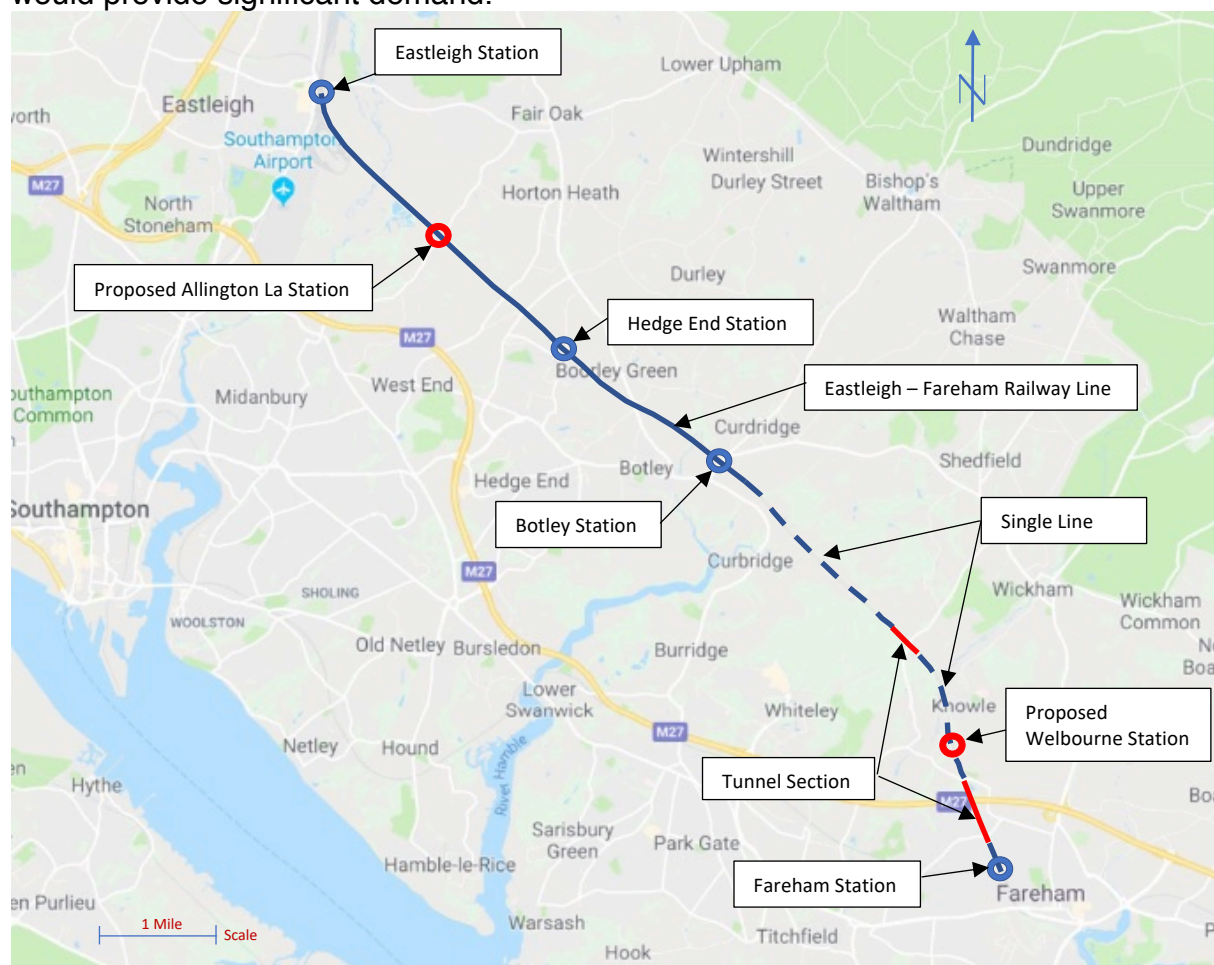 would provide significant demand.
Eastleigh Station
Lower Upham
Eastleigh
Fair Oak
worth
Southampton
Airport
Dundridge
Wintershill
Durley Street
Bishop's
Waltham
Upper
Swanmore
M27
North
Stoneham
Horton Heath
N
Proposed Allington La Station
Durley
Swanmore
Hedge End Station
Waltham
Chase
M27
Boorley Green
West End
Midanbury
outhampton
Common
Eastleigh – Fareham Railway Line
Curdridge
Botley
Shedfield
Hedge End
Southampton
Botley Station
Single Line
M27
Curbridge
SHOLING
Wickham
Wickham
Common
WOOLSTON
Old Netley
Bursledon
Burridge
Lower
Swanwick
Whiteley
Knowle
Proposed
Welbourne Station
M27
Netley
Hound
River Hamble
Tunnel Section
Hythe
M27
Sarisbury
Green
Park Gate
Hamble-le-Rice
Fareham Station
Fareham
en Purlieu
1 Mile
Scale
Warsash
Titchfield
Hook